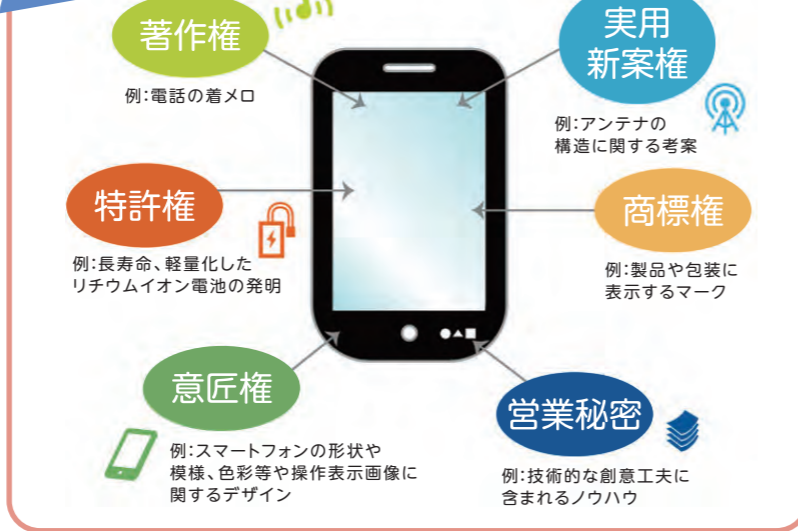 著作権
例:電話の着メロ
実用
新案権
例:アンテナの
構造に関する考案
特許権
例:長寿命、軽量化した
リチウムイオン電池の発明
商標権
例:製品や包装に
表示するマーク
意匠権
例:スマートフォンの形状や
模様、色彩等や操作表示画像に
関するデザイン
営業秘密
例:技術的な創意工夫に
含まれるノウハウ